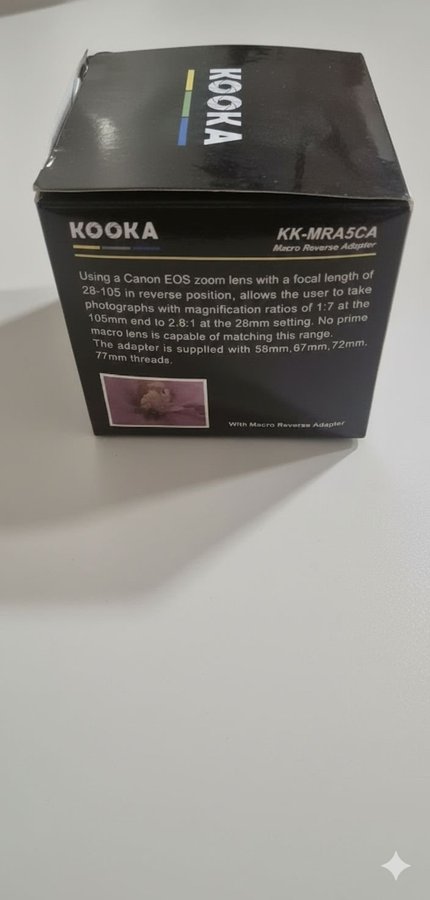 KOOKA
KOOKA
KK-MRA5CA
Macro Reverse Adapter
Using a Canon EOS zoom lens with a focal length of
28-105 in reverse position, allows the user to take
photographs with magnification ratios of 1:7 at the
105mm end to 2.8:1 at the 28mm setting. No prime
macro lens is capable of matching this range.
The adapter is supplied with 58mm,67mm,72mm.
77mm threads.
With Macro Reverse Adapter